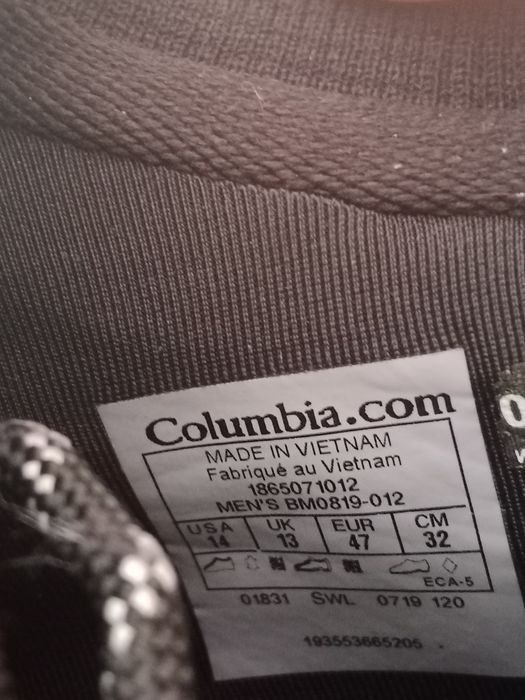 Columbia.com
MADE IN VIETNAM
Fabriqué au Vietnam
1865071012
MEN'S BM0819-012
USA UK EUR CM
14 13 47 32
ECA-5
01831 SWL 0719 120
193553665205